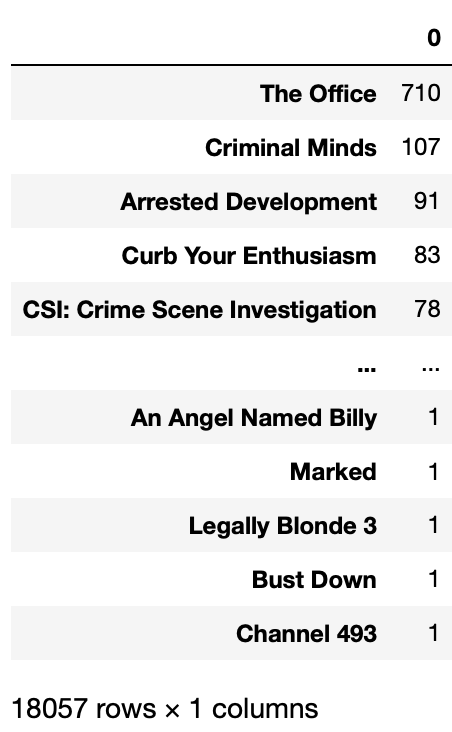 0
The Office 710
Criminal Minds 107
Arrested Development 91
Curb Your Enthusiasm 83
CSI: Crime Scene Investigation 78
... ...
An Angel Named Billy 1
Marked 1
Legally Blonde 3 1
Bust Down 1
Channel 493 1
18057 rows × 1 columns